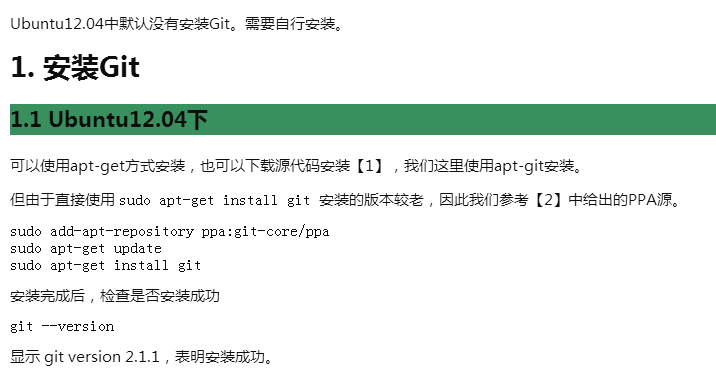 Ubuntu12.04中默认没有安装Git。需要自行安装。
1. 安装Git
1.1 Ubuntu12.04下
可以使用apt-get方式安装，也可以下载源代码安装【1】，我们这里使用apt-git安装。
但由于直接使用 sudo apt-get install git 安装的版本较老，因此我们参考【2】中给出的PPA源。
sudo add-apt-repository ppa:git-core/ppa
sudo apt-get update
sudo apt-get install git
安装完成后，检查是否安装成功
git --version
显示 git version 2.1.1，表明安装成功。